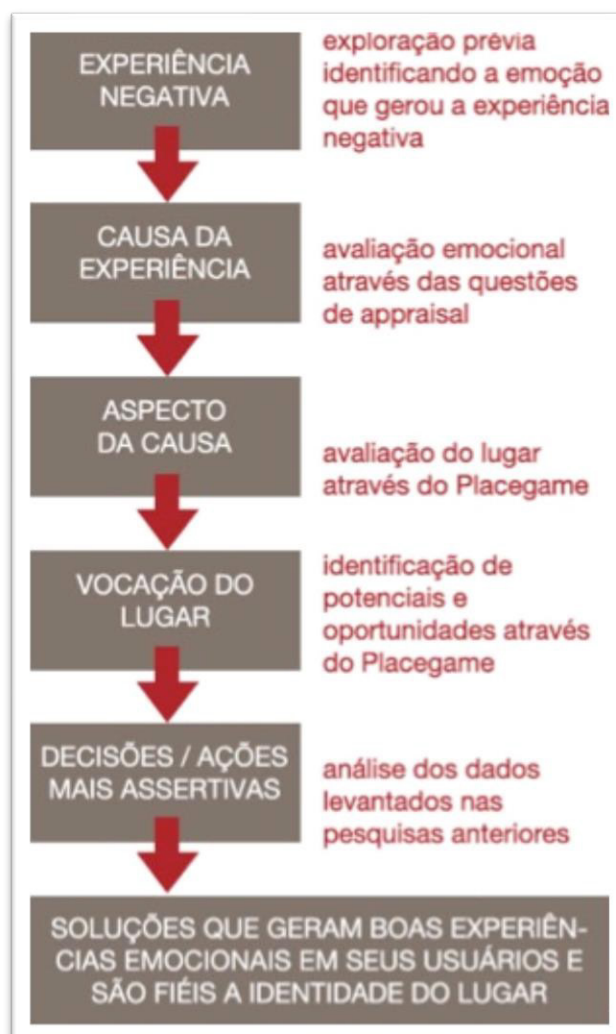 EXPERIÊNCIA
NEGATIVA
exploração prévia
identificando a emoção
que gerou a experiência
negativa
CAUSA DA
EXPERIÊNCIA
avaliação emocional
através das questões
de appraisal
ASPECTO
DA CAUSA
avaliação do lugar
através do Placegame
VOCAÇÃO DO
LUGAR
identificação de
potenciais e
oportunidades através
do Placegame
DECISÕES / AÇÕES
MAIS ASSERTIVAS
análise dos dados
levantados nas
pesquisas anteriores
SOLUÇÕES QUE GERAM BOAS EXPERIÊN-
CIAS EMOCIONAIS EM SEUS USUÁRIOS E
SÃO FIÉIS A IDENTIDADE DO LUGAR